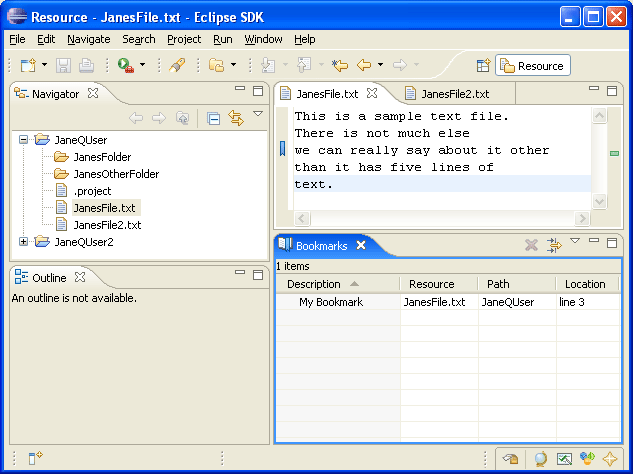 Resource - JanesFile.txt - Eclipse SDK
File Edit Navigate Search Project Run Window Help
Resource
Navigator
JaneQUser
JanesFolder
JanesOtherFolder
.project
JanesFile.txt
JanesFile2.txt
JaneQUser2
Outline
An outline is not available.
JanesFile.txt JanesFile2.txt
This is a sample text file.
There is not much else
we can really say about it other
than it has five lines of
text.
Bookmarks
1 items
Description Resource Path Location
My Bookmark JanesFile.txt JaneQUser line 3